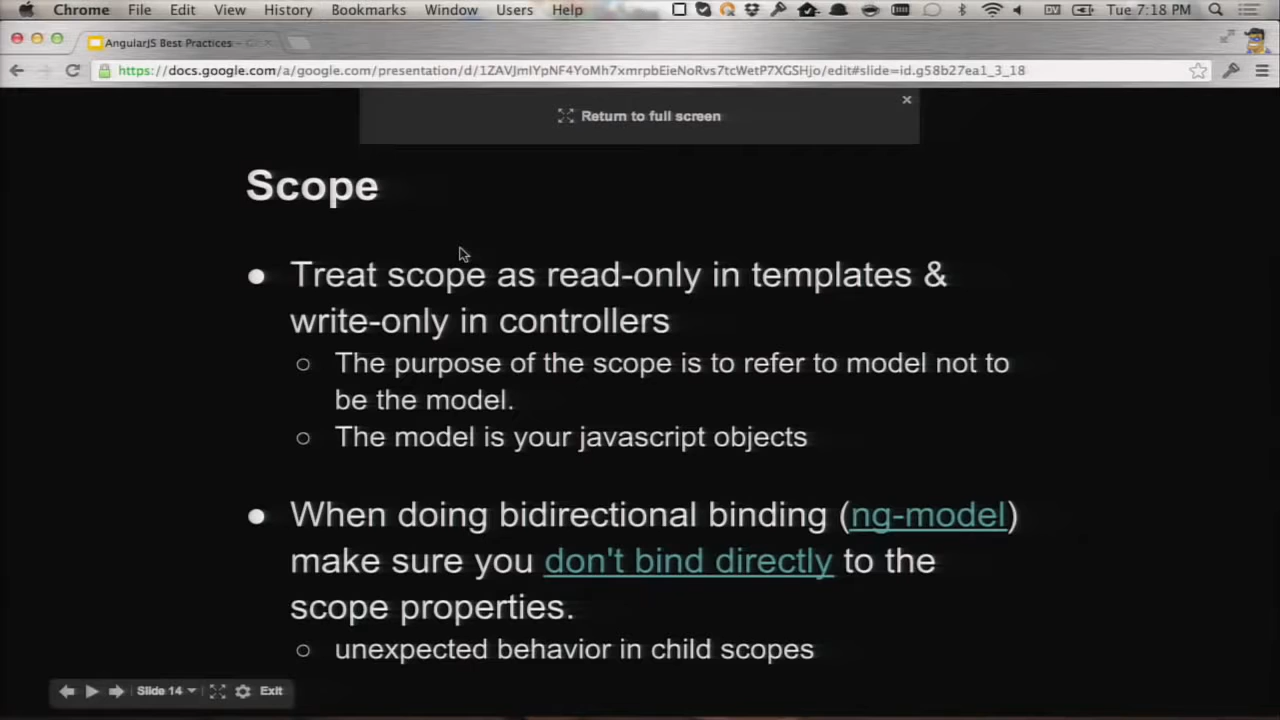 Chrome File Edit View History Bookmarks Window Users Help Tue 7:18 PM
AngularJS Best Practices -
https://docs.google.com/a/google.com/presentation/d/1ZAVJmIYpNF4YoMh7xmrpbEieNoRvs7tcWetP7XGSHjo/edit#slide=id.g58b27ea1_3_18
Return to full screen
Scope
● Treat scope as read-only in templates &
write-only in controllers
○ The purpose of the scope is to refer to model not to
be the model.
○ The model is your javascript objects
● When doing bidirectional binding (ng-model)
make sure you don't bind directly to the
scope properties.
○ unexpected behavior in child scopes
Slide 14 Exit